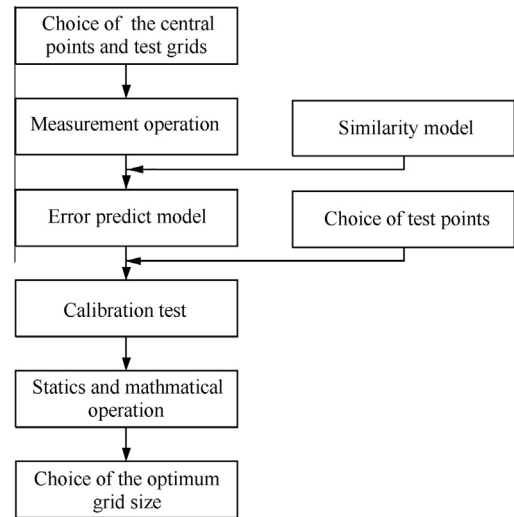 Choice of the central
points and test grids
Measurement operation
Similarity model
Error predict model
Choice of test points
Calibration test
Statics and mathmatical
operation
Choice of the optimum
grid size